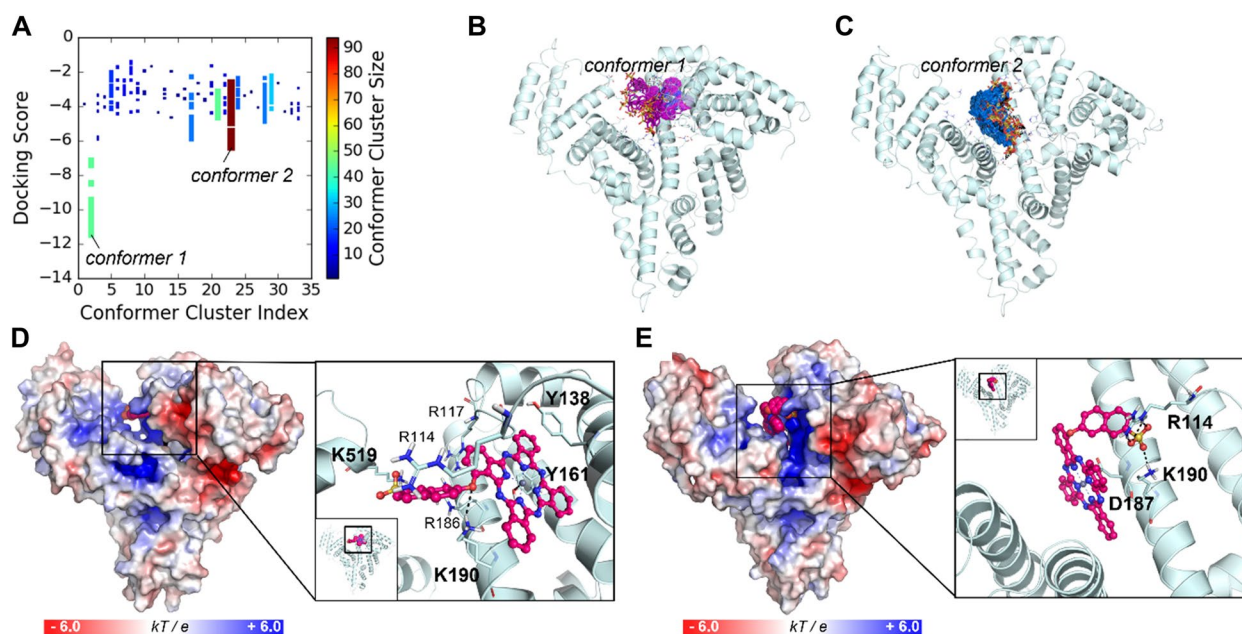 A
B
C
conformer 1
conformer 2
0
−2
−4
−6
−8
−10
−12
−14
Docking Score
conformer 2
conformer 1
0 5 10 15 20 25 30 35
Conformer Cluster Index
90
80
70
60
50
40
30
20
10
Conformer Cluster Size
D
E
R117
Y138
R114
K519
Y161
R186
K190
R114
K190
D187
- 6.0 kT / e + 6.0
- 6.0 kT / e + 6.0